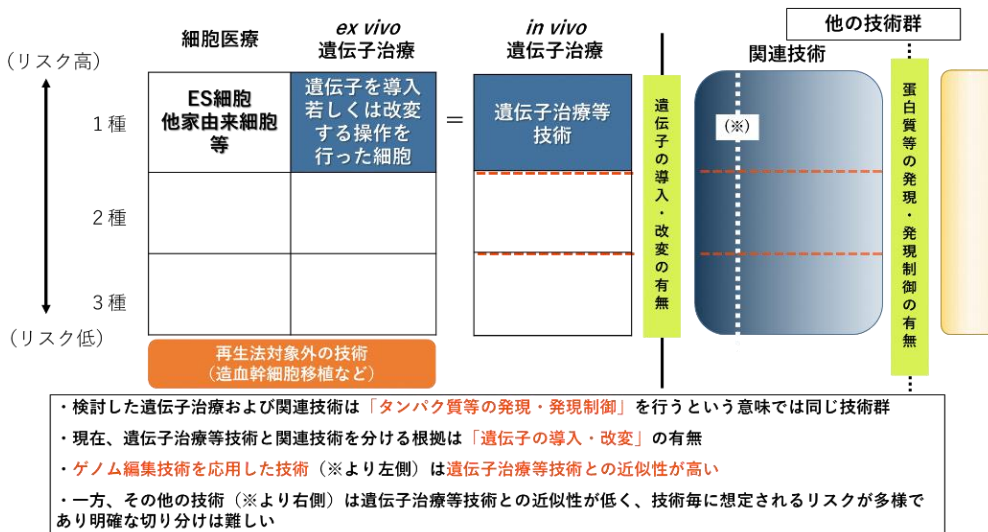 他の技術群
細胞医療
ex vivo
遺伝子治療
in vivo
遺伝子治療
関連技術
(リスク高)
1種
2種
3種
(リスク低)
ES細胞
他家由来細胞
等
遺伝子を導入
若しくは改変
する操作を
行った細胞
=
遺伝子治療等
技術
遺伝子の導入・改変の有無
(※)
蛋白質等の発現・発現制御の有無
再生法対象外の技術
(造血幹細胞移植など)
・検討した遺伝子治療および関連技術は「タンパク質等の発現・発現制御」を行うという意味では同じ技術群
・現在、遺伝子治療等技術と関連技術を分ける根拠は「遺伝子の導入・改変」の有無
・ゲノム編集技術を応用した技術(※より左側)は遺伝子治療等技術との近似性が高い
・一方、その他の技術(※より右側)は遺伝子治療等技術との近似性が低く、技術毎に想定されるリスクが多様で
あり明確な切り分けは難しい